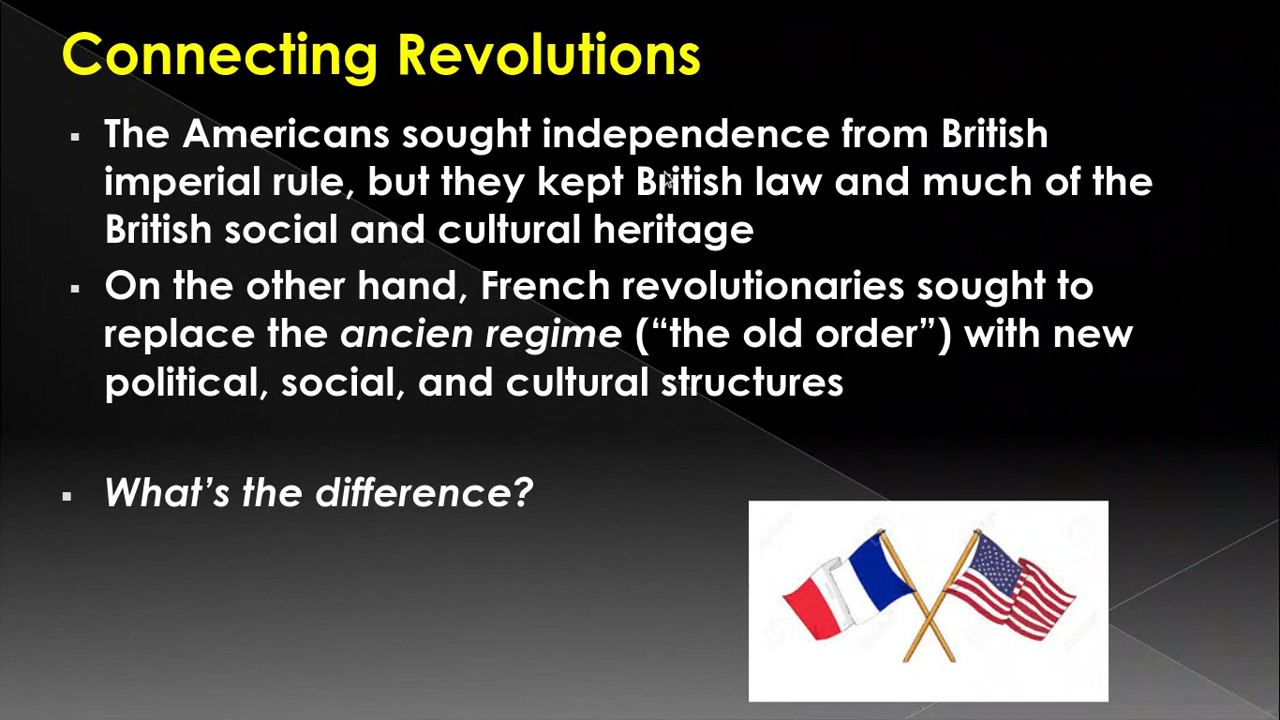 Connecting Revolutions
▪ The Americans sought independence from British
imperial rule, but they kept British law and much of the
British social and cultural heritage
▪ On the other hand, French revolutionaries sought to
replace the ancien regime (“the old order”) with new
political, social, and cultural structures
▪ What’s the difference?